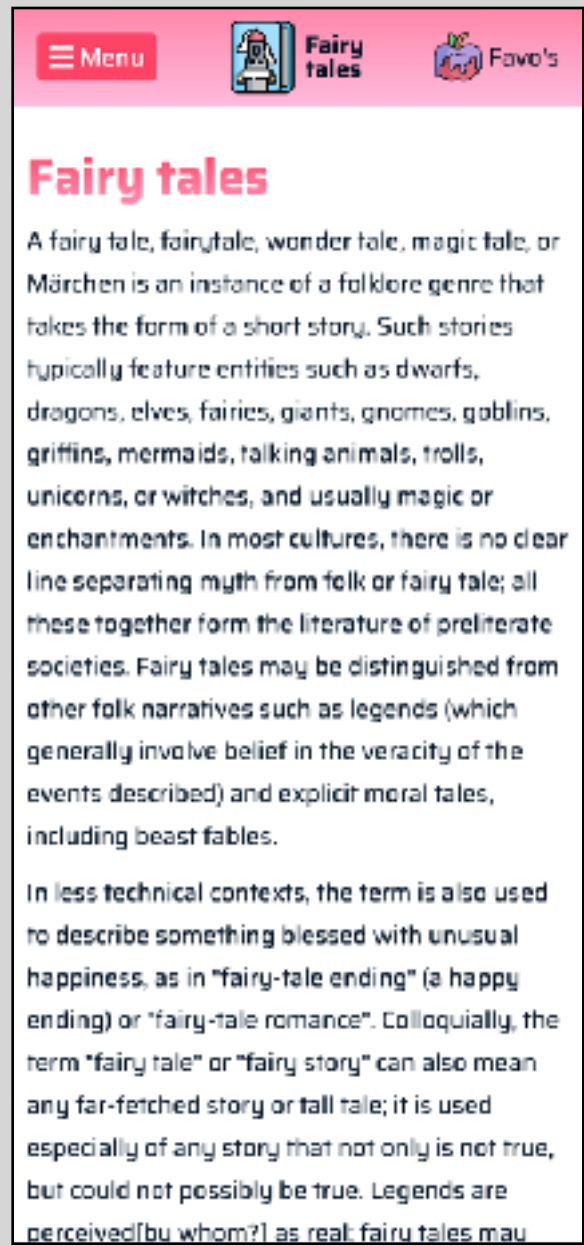 Menu
Fairy
tales
Favo's
Fairy tales
A fairy tale, fairytale, wonder tale, magic tale, or
Märchen is an instance of a folklore genre that
takes the form of a short story. Such stories
typically feature entities such as dwarfs,
dragons, elves, fairies, giants, gnomes, goblins,
griffins, mermaids, talking animals, trolls,
unicorns, or witches, and usually magic or
enchantments. In most cultures, there is no clear
line separating myth from folk or fairy tale; all
these together form the literature of preliterate
societies. Fairy tales may be distinguished from
other folk narratives such as legends (which
generally involve belief in the veracity of the
events described) and explicit moral tales,
including beast fables.
In less technical contexts, the term is also used
to describe something blessed with unusual
happiness, as in "fairy-tale ending" (a happy
ending) or "fairy-tale romance". Colloquially, the
term "fairy tale" or "fairy story" can also mean
any far-fetched story or tall tale; it is used
especially of any story that not only is not true,
but could not possibly be true. Legends are
perceived[by whom?] as real; fairy tales may